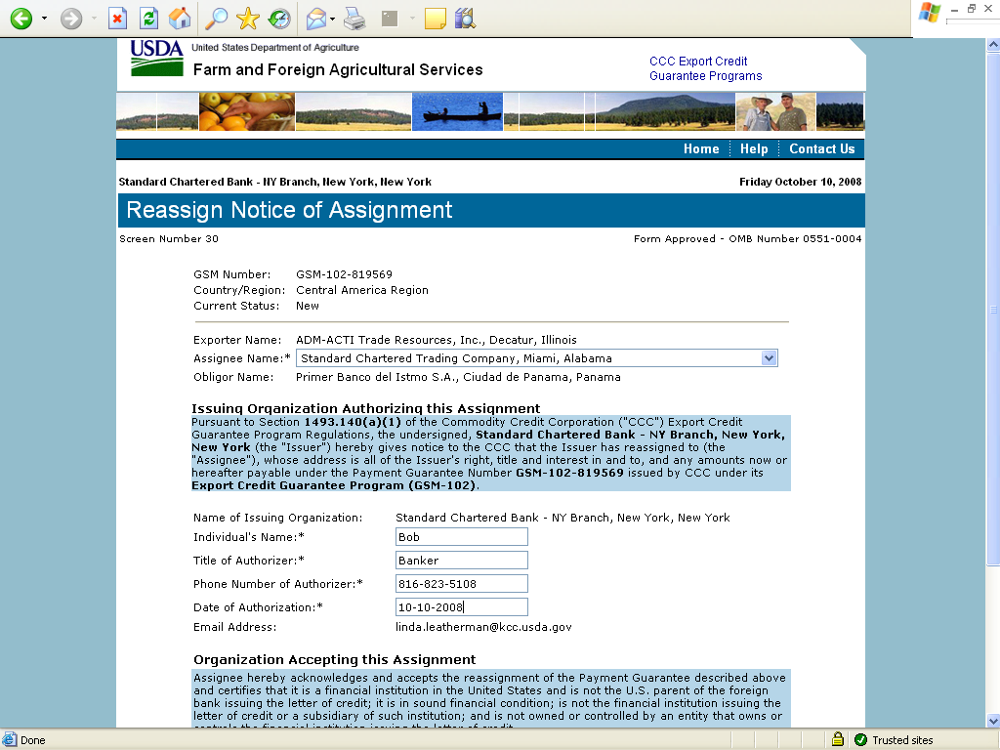 USDA United States Department of Agriculture
Farm and Foreign Agricultural Services
CCC Export Credit
Guarantee Programs
Home Help Contact Us
Standard Chartered Bank - NY Branch, New York, New York Friday October 10, 2008
Reassign Notice of Assignment
Screen Number 30 Form Approved - OMB Number 0551-0004
GSM Number: GSM-102-819569
Country/Region: Central America Region
Current Status: New
Exporter Name: ADM-ACTI Trade Resources, Inc., Decatur, Illinois
Assignee Name:* Standard Chartered Trading Company, Miami, Alabama
Obligor Name: Primer Banco del Istmo S.A., Ciudad de Panama, Panama
Issuing Organization Authorizing this Assignment
Pursuant to Section 1493.140(a)(1) of the Commodity Credit Corporation ("CCC") Export Credit
Guarantee Program Regulations, the undersigned, Standard Chartered Bank - NY Branch, New York,
New York (the "Issuer") hereby gives notice to the CCC that the Issuer has reassigned to (the
"Assignee"), whose address is all of the Issuer's right, title and interest in and to, and any amounts now or
hereafter payable under the Payment Guarantee Number GSM-102-819569 issued by CCC under its
Export Credit Guarantee Program (GSM-102).
Name of Issuing Organization: Standard Chartered Bank - NY Branch, New York, New York
Individual's Name:* Bob
Title of Authorizer:* Banker
Phone Number of Authorizer:* 816-823-5108
Date of Authorization:* 10-10-2008
Email Address: linda.leatherman@kcc.usda.gov
Organization Accepting this Assignment
Assignee hereby acknowledges and accepts the reassignment of the Payment Guarantee described above
and certifies that it is a financial institution in the United States and is not the U.S. parent of the foreign
bank issuing the letter of credit; it is in sound financial condition; is not the financial institution issuing the
letter of credit or a subsidiary of such institution; and is not owned or controlled by an entity that owns or
controls the financial institution issuing the letter of credit.
Done Trusted sites